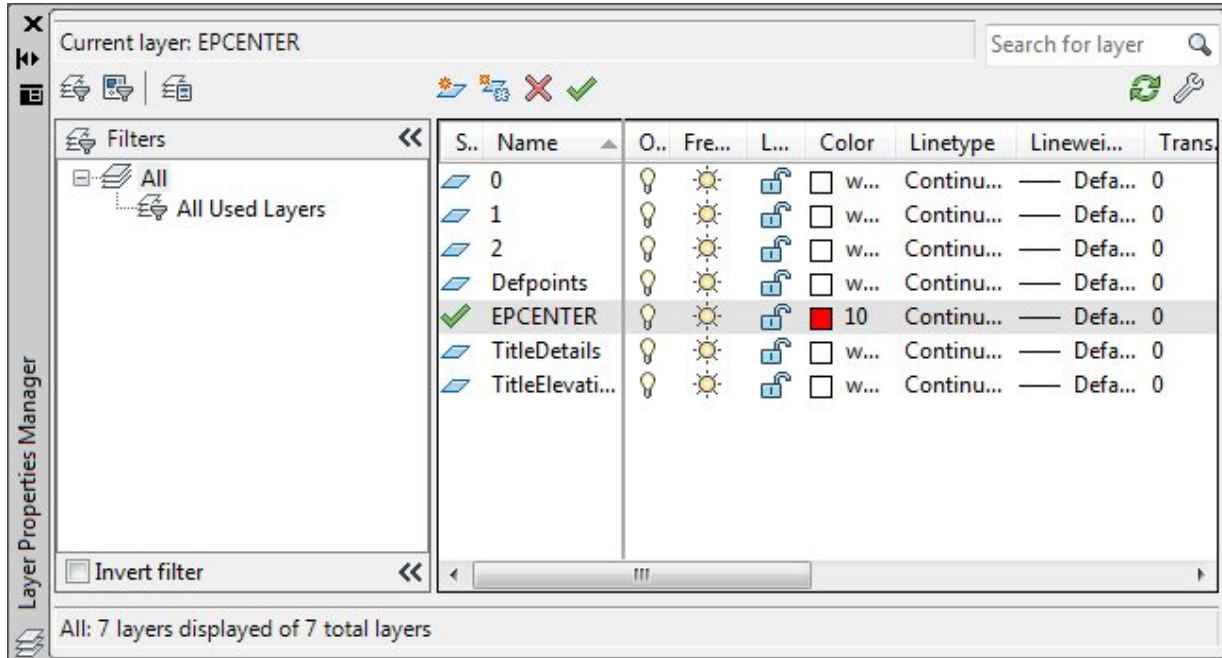 Current layer: EPCENTER
Search for layer
Filters
All
All Used Layers
S.. Name O.. Fre... L... Color Linetype Linewei... Trans.
0 w... Continu... Defa... 0
1 w... Continu... Defa... 0
2 w... Continu... Defa... 0
Defpoints w... Continu... Defa... 0
EPCENTER 10 Continu... Defa... 0
TitleDetails w... Continu... Defa... 0
TitleElevati... w... Continu... Defa... 0
Invert filter
All: 7 layers displayed of 7 total layers
Layer Properties Manager